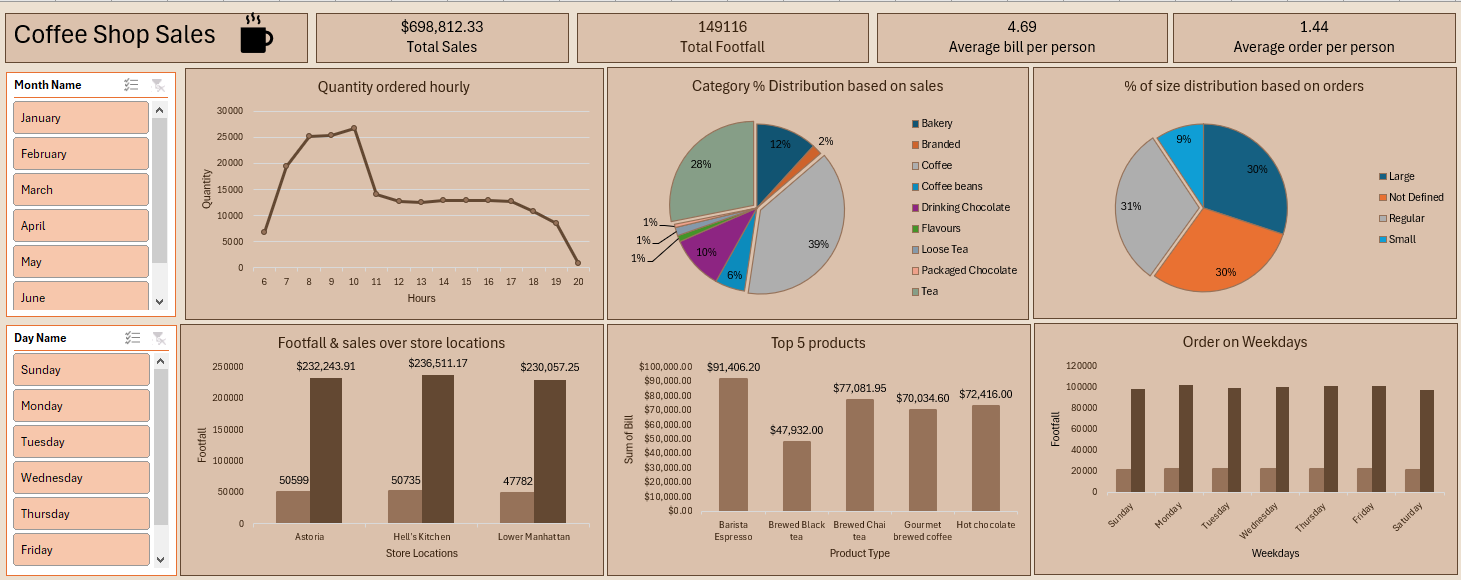 Coffee Shop Sales
$698,812.33
Total Sales
149116
Total Footfall
4.69
Average bill per person
1.44
Average order per person
Month Name
January
February
March
April
May
June
Quantity ordered hourly
30000
25000
20000
15000
10000
5000
0
Quantity
6 7 8 9 10 11 12 13 14 15 16 17 18 19 20
Hours
Category % Distribution based on sales
12%
2%
39%
6%
10%
1%
1%
1%
28%
Bakery
Branded
Coffee
Coffee beans
Drinking Chocolate
Flavours
Loose Tea
Packaged Chocolate
Tea
% of size distribution based on orders
30%
30%
31%
9%
Large
Not Defined
Regular
Small
Day Name
Sunday
Monday
Tuesday
Wednesday
Thursday
Friday
Footfall & sales over store locations
250000
200000
150000
100000
50000
0
Footfall
$232,243.91
$236,511.17
$230,057.25
50599
50735
47782
Astoria
Hell's Kitchen
Lower Manhattan
Store Locations
Top 5 products
$100,000.00
$90,000.00
$80,000.00
$70,000.00
$60,000.00
$50,000.00
$40,000.00
$30,000.00
$20,000.00
$10,000.00
$0.00
Sum of Bill
$91,406.20
$47,932.00
$77,081.95
$70,034.60
$72,416.00
Barista
Espresso
Brewed Black
tea
Brewed Chai
tea
Gourmet
brewed coffee
Hot chocolate
Product Type
Order on Weekdays
120000
100000
80000
60000
40000
20000
0
Footfall
Sunday
Monday
Tuesday
Wednesday
Thursday
Friday
Saturday
Weekdays